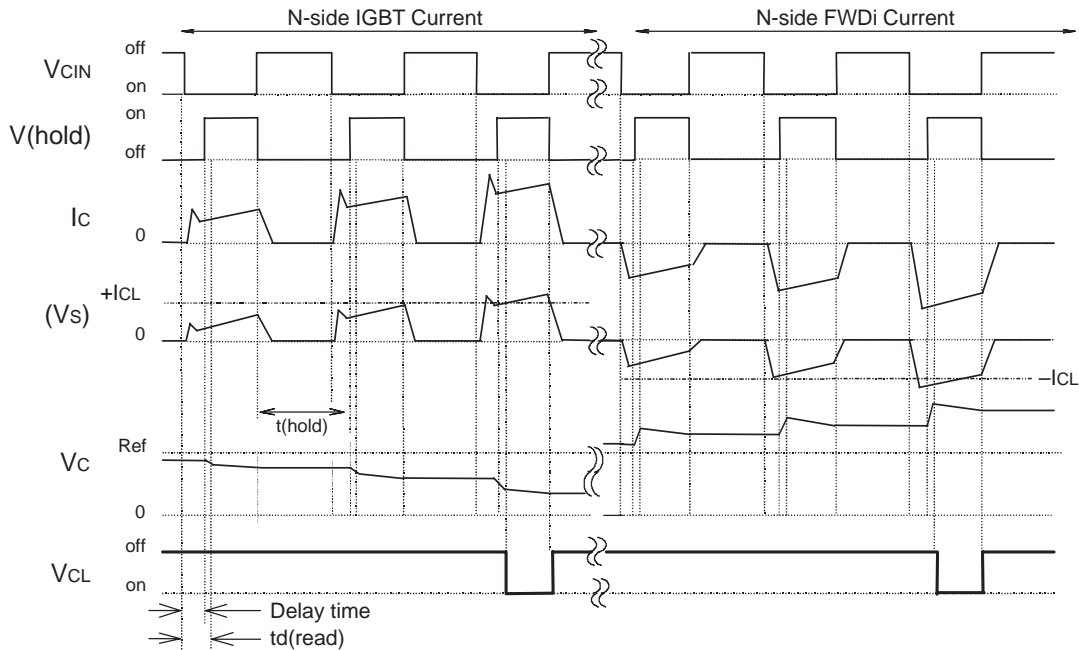 N-side IGBT Current
N-side FWDi Current
off
VCIN
on
on
V(hold)
off
IC
0
+ICL
(VS)
0
–ICL
t(hold)
Ref
VC
0
off
VCL
on
Delay time
td(read)